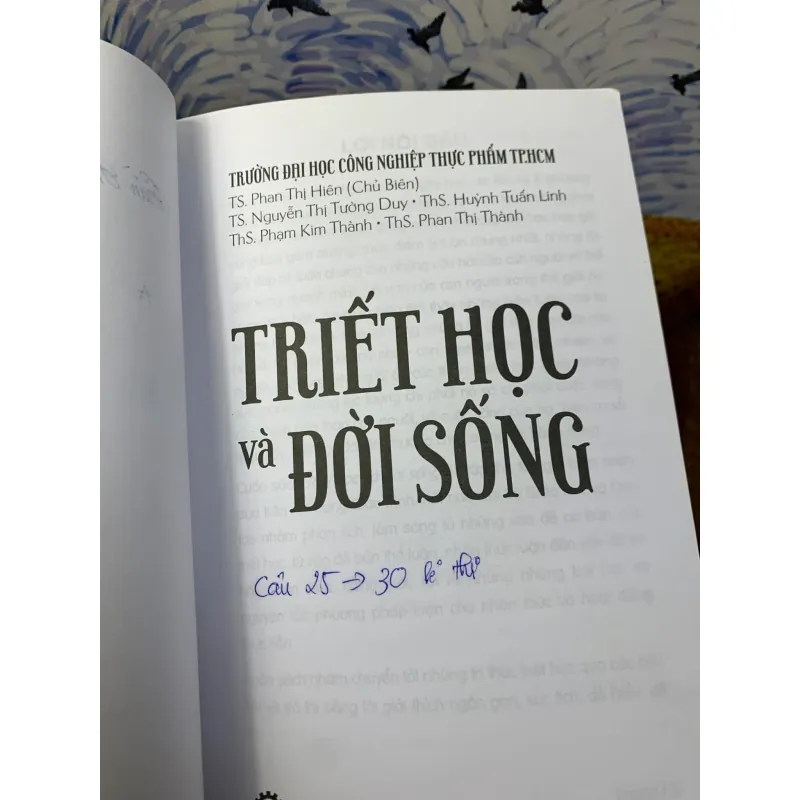 TRƯỜNG ĐẠI HỌC CÔNG NGHIỆP THỰC PHẨM TP.HCM
TS. Phan Thị Hiên (Chủ Biên)
TS. Nguyễn Thị Tường Duy • ThS. Huỳnh Tuấn Linh
ThS. Phạm Kim Thành • ThS. Phan Thị Thành
TRIẾT HỌC
và ĐỜI SỐNG
Câu 25 → 30